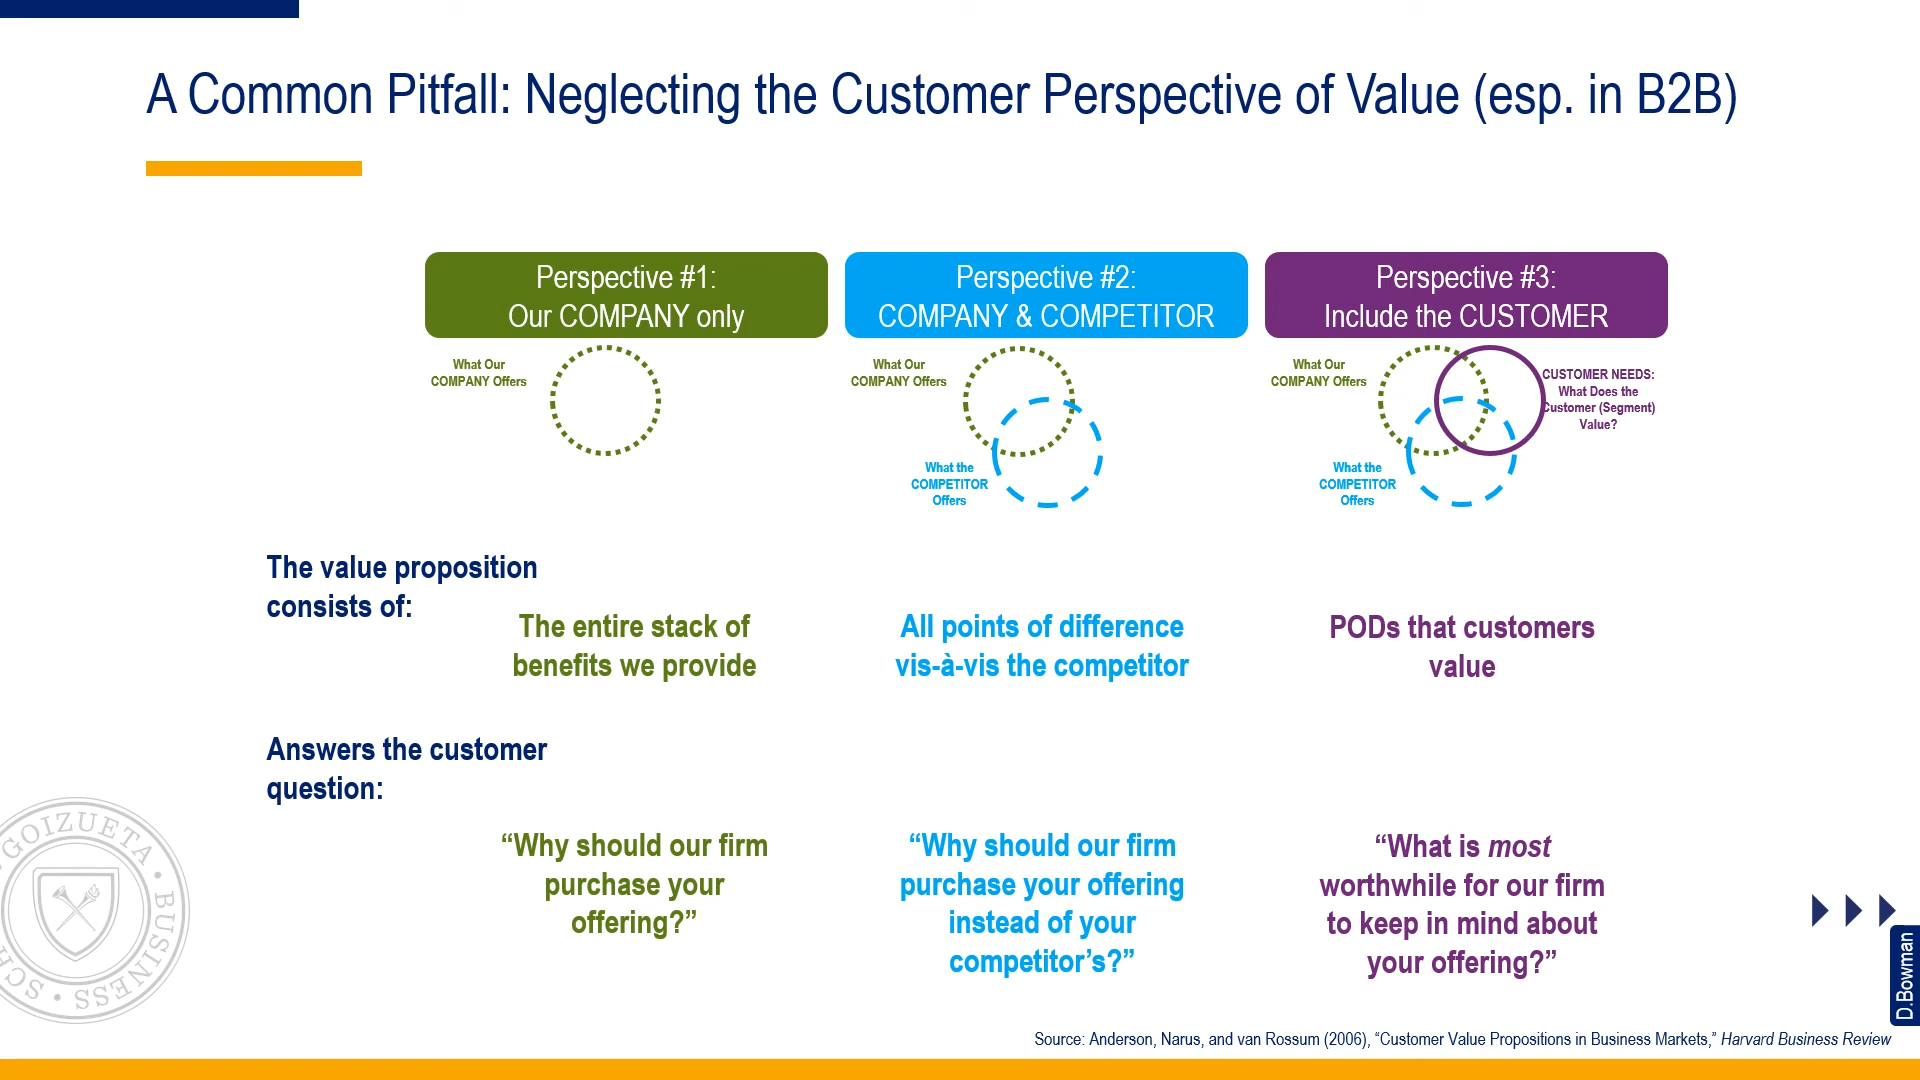 A Common Pitfall: Neglecting the Customer Perspective of Value (esp. in B2B)
Perspective #1:
Our COMPANY only
Perspective #2:
COMPANY & COMPETITOR
Perspective #3:
Include the CUSTOMER
What Our
COMPANY Offers
What Our
COMPANY Offers
What the
COMPETITOR
Offers
What Our
COMPANY Offers
What the
COMPETITOR
Offers
CUSTOMER NEEDS:
What Does the
Customer (Segment)
Value?
The value proposition
consists of:
The entire stack of
benefits we provide
All points of difference
vis-à-vis the competitor
PODs that customers
value
Answers the customer
question:
“Why should our firm
purchase your
offering?”
“Why should our firm
purchase your offering
instead of your
competitor’s?”
“What is most
worthwhile for our firm
to keep in mind about
your offering?”
GOIZUETA • BUSINESS • SCH
D.Bowman
Source: Anderson, Narus, and van Rossum (2006), “Customer Value Propositions in Business Markets,” Harvard Business Review